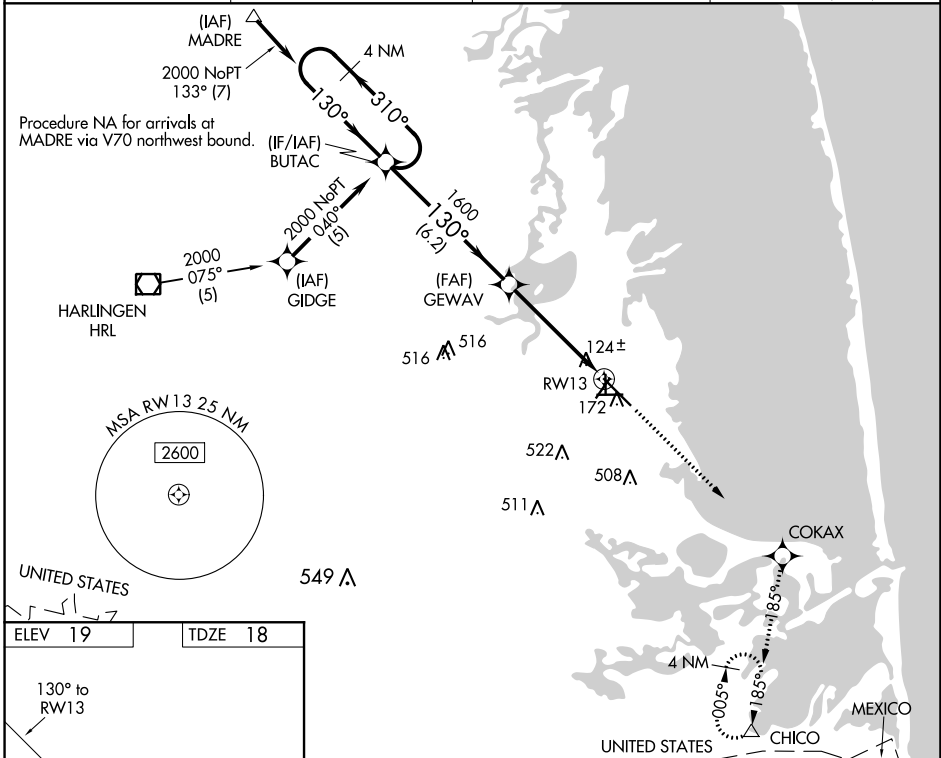 (IAF)
MADRE
4 NM
2000 NoPT
133° (7)
130°
310°
Procedure NA for arrivals at
MADRE via V70 northwest bound.
(IF/IAF)
BUTAC
2000 NoPT
040°
(5)
1600
130°
(6.2)
2000
075°
(5)
(IAF)
GIDGE
(FAF)
GEWAV
HARLINGEN
HRL
516
516
124±
RW13
172
MSA RW13 25 NM
2600
522
508
511
COKAX
549
UNITED STATES
185°
ELEV 19
TDZE 18
4 NM
130° to
RW13
005°
185°
MEXICO
CHICO
UNITED STATES